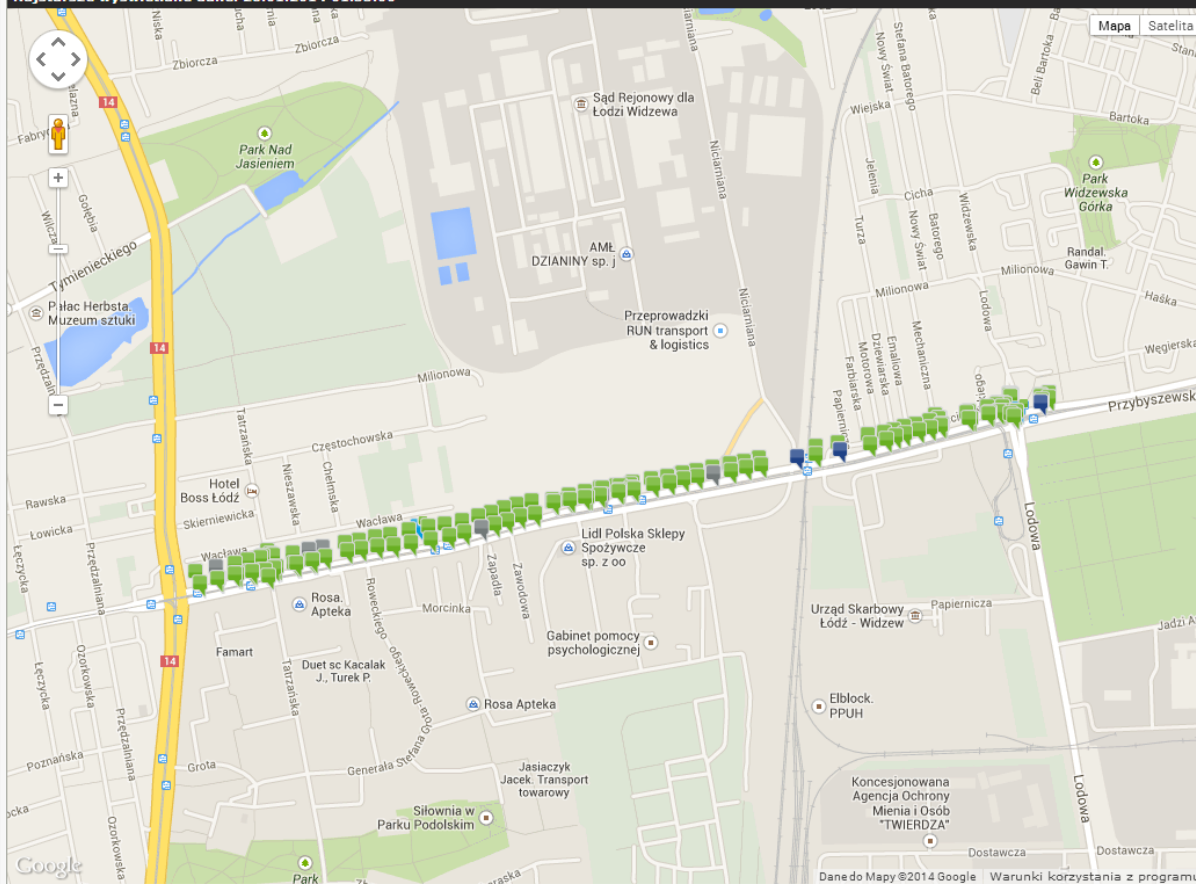 Mapa
Satelita
Niska
Zbiorcza
Zbiorcza
14
Park Nad
Jasieniem
Gołębia
Wilcza
Tymienieckiego
Pałac Herbsta.
Muzeum sztuki
14
Sąd Rejonowy dla
Łodzi Widzewa
Niciarniana
AMŁ
DZIANINY sp. j
Przeprowadzki
RUN transport
& logistics
Niciarniana
Stefana Batorego
Nowy Świat
Beli Bartoka
Wiejska
Bartoka
Jelenia
Cicha
Park
Widzewska
Górka
Turza
Nowy Świat
Batorego
Widzewska
Randal.
Gawin T.
Milionowa
Milionowa
Lodowa
Haśka
Węgierska
Mechaniczna
Emaliowa
Dziewiarska
Motorowa
Farbiarska
Papiernicza
Milionowa
Tatrzańska
Częstochowska
Hotel
Boss Łódź
Nieszawska
Chełmska
Rawska
Skierniewicka
Łowicka
Wacława
Wacława
Łęczycka
Przędzalniana
Lidl Polska Sklepy
Spożywcze
sp. z oo
Zapadła
Zawodowa
Rosa.
Apteka
Roweckiego
Morcinka
Gabinet pomocy
psychologicznej
Urząd Skarbowy
Łódź - Widzew
Papiernicza
Lodowa
Famart
Duet sc Kacalak
J., Turek P.
Łęczycka
Ozorkowska
14
Tatrzańska
Przędzalniana
Rosa Apteka
Elblock.
PPUH
Poznańska
Grota
Generała Stefana Grota-Roweckiego
Jasiaczyk
Jacek. Transport
towarowy
Siłownia w
Parku Podolskim
Koncesjonowana
Agencja Ochrony
Mienia i Osób
"TWIERDZA"
Lodowa
Ozorkowska
Dostawcza
Dostawcza
Park
Google
Dane do Mapy ©2014 Google
Warunki korzystania z programu